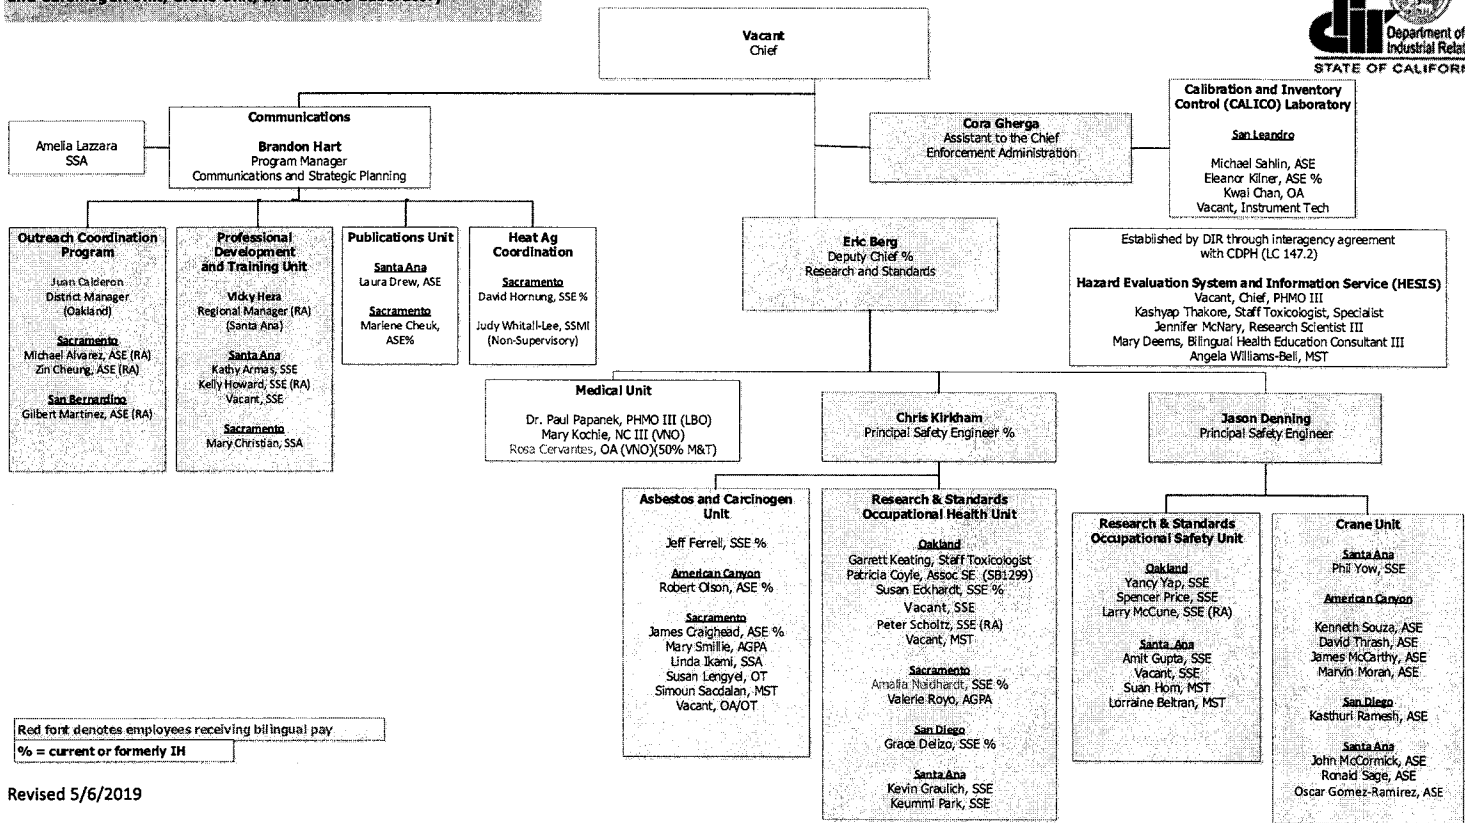 Vacant
Chief
Department of
Industrial Relat
STATE OF CALIFOR
Calibration and Inventory
Control (CALICO) Laboratory
San Leandro
Michael Sahlin, ASE
Eleanor Kilner, ASE %
Kwai Chan, OA
Vacant, Instrument Tech
Cora Gherga
Assistant to the Chief
Enforcement Administration
Communications
Brandon Hart
Program Manager
Communications and Strategic Planning
Amelia Lazzara
SSA
Outreach Coordination
Program
Juan Calderon
District Manager
(Oakland)
Sacramento
Michael Alvarez, ASE (RA)
Zin Cheung, ASE (RA)
San Bernardino
Gilbert Martinez, ASE (RA)
Professional
Development
and Training Unit
Vicky Heza
Regional Manager (RA)
(Santa Ana)
Santa Ana
Kathy Armas, SSE
Kelly Howard, SSE (RA)
Vacant, SSE
Sacramento
Mary Christian, SSA
Publications Unit
Santa Ana
Laura Drew, ASE
Sacramento
Marlene Cheuk,
ASE%
Heat Ag
Coordination
Sacramento
David Hornung, SSE %
Judy Whitall-Lee, SSMI
(Non-Supervisory)
Eric Berg
Deputy Chief %
Research and Standards
Established by DIR through interagency agreement
with CDPH (LC 147.2)
Hazard Evaluation System and Information Service (HESIS)
Vacant, Chief, PHMO III
Kashyap Thakore, Staff Toxicologist, Specialist
Jennifer McNary, Research Scientist III
Mary Deems, Bilingual Health Education Consultant III
Angela Williams-Bell, MST
Medical Unit
Dr. Paul Papanek, PHMO III (LBO)
Mary Kochie, NC III (VNO)
Rosa Cervantes, OA (VNO)(50% M&T)
Chris Kirkham
Principal Safety Engineer %
Jason Denning
Principal Safety Engineer
Asbestos and Carcinogen
Unit
Jeff Ferrell, SSE %
American Canyon
Robert Olson, ASE %
Sacramento
James Craighead, ASE %
Mary Smillie, AGPA
Linda Ikami, SSA
Susan Lengyel, OT
Simoun Sacdalan, MST
Vacant, OA/OT
Research & Standards
Occupational Health Unit
Oakland
Garrett Keating, Staff Toxicologist
Patricia Coyle, Assoc SE (SB1299)
Susan Eckhardt, SSE %
Vacant, SSE
Peter Scholtz, SSE (RA)
Vacant, MST
Sacramento
Amalia Neidhardt, SSE %
Valerie Royo, AGPA
San Diego
Grace Delizo, SSE %
Santa Ana
Kevin Graulich, SSE
Keummi Park, SSE
Research & Standards
Occupational Safety Unit
Oakland
Yancy Yap, SSE
Spencer Price, SSE
Larry McCune, SSE (RA)
Santa Ana
Amit Gupta, SSE
Vacant, SSE
Suan Hom, MST
Lorraine Beltran, MST
Crane Unit
Santa Ana
Phil Yow, SSE
American Canyon
Kenneth Souza, ASE
David Thrash, ASE
James McCarthy, ASE
Marvin Moran, ASE
San Diego
Kasthuri Ramesh, ASE
Santa Ana
John McCormick, ASE
Ronald Sage, ASE
Oscar Gomez-Ramirez, ASE
Red font denotes employees receiving bilingual pay
% = current or formerly IH
Revised 5/6/2019